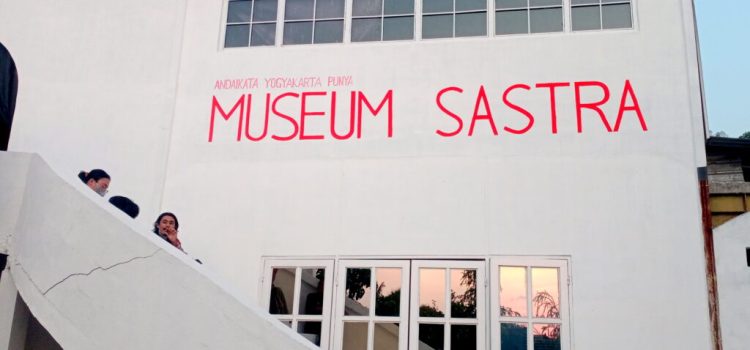 ANDAIKATA YOGYAKARTA PUNYA
MUSEUM SASTRA